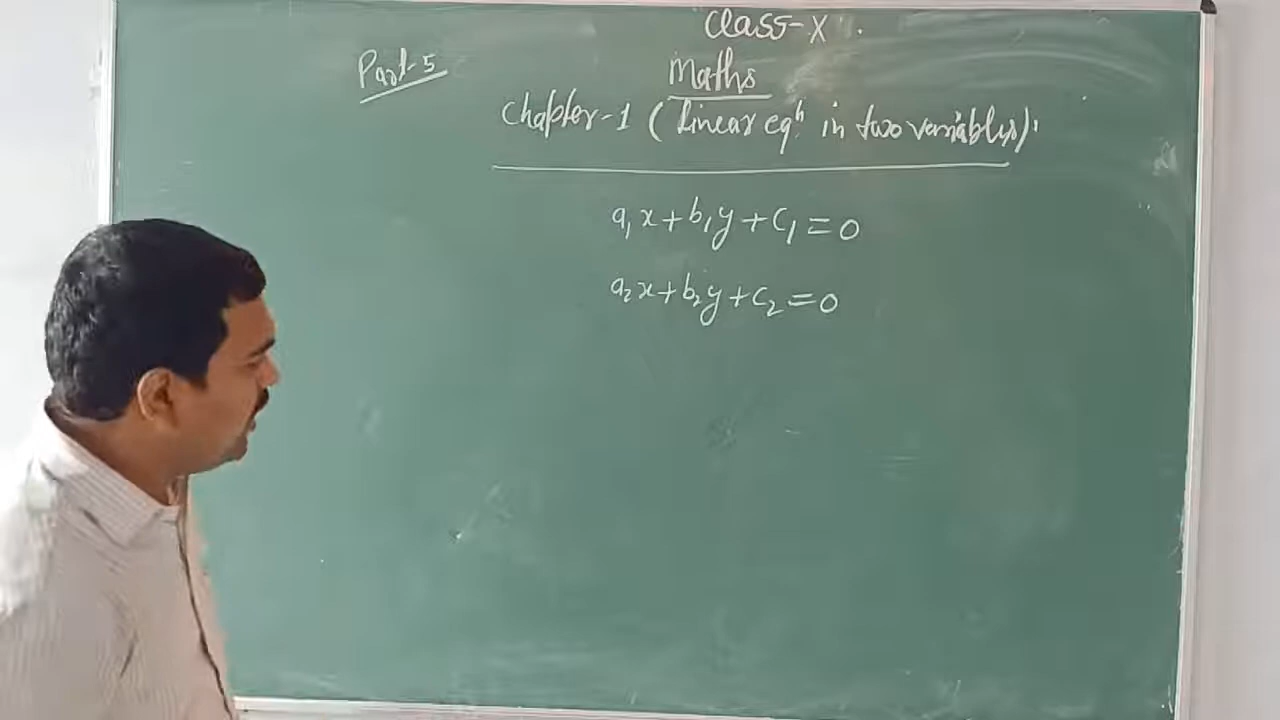 Class-X
Part-5
Maths
Chapter-1 (Linear eqⁿ in two variables)
a₁x+b₁y+c₁=0
a₂x+b₂y+c₂=0